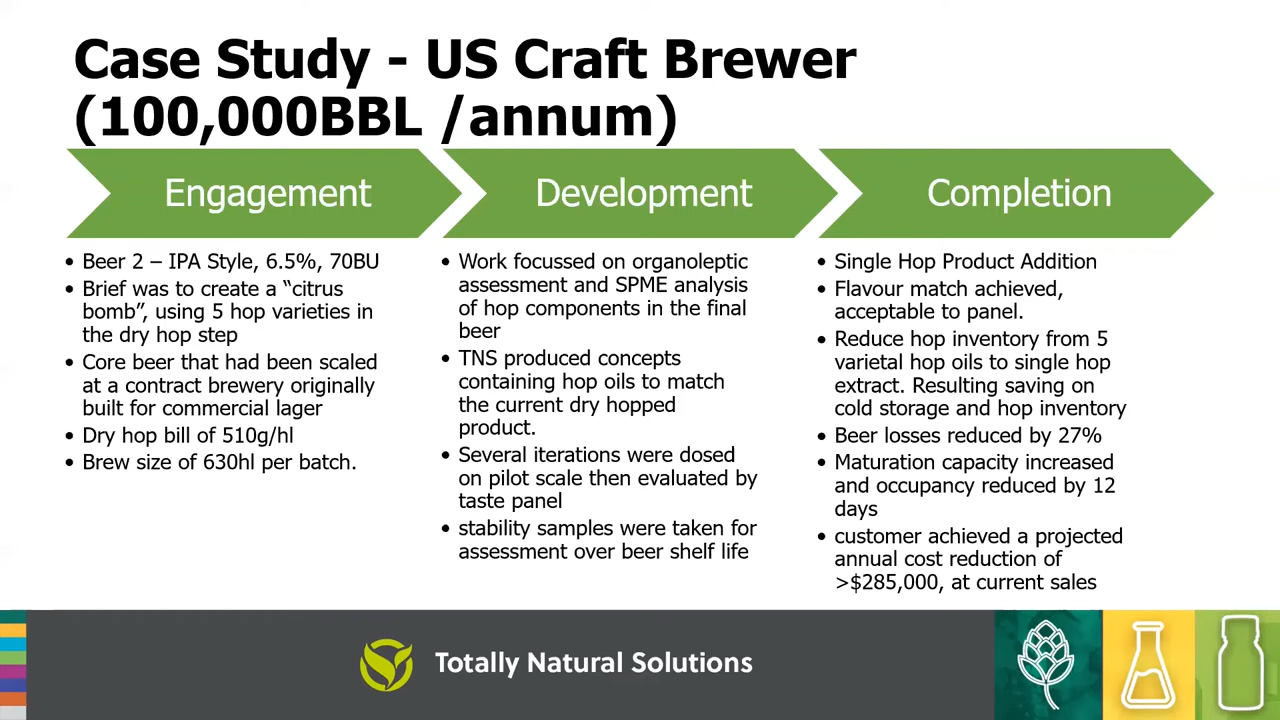 Case Study - US Craft Brewer
(100,000BBL /annum)
Engagement
• Beer 2 – IPA Style, 6.5%, 70BU
• Brief was to create a “citrus
bomb”, using 5 hop varieties in
the dry hop step
• Core beer that had been scaled
at a contract brewery originally
built for commercial lager
• Dry hop bill of 510g/hl
• Brew size of 630hl per batch.
Development
• Work focussed on organoleptic
assessment and SPME analysis
of hop components in the final
beer
• TNS produced concepts
containing hop oils to match
the current dry hopped
product.
• Several iterations were dosed
on pilot scale then evaluated by
taste panel
• stability samples were taken for
assessment over beer shelf life
Completion
• Single Hop Product Addition
• Flavour match achieved,
acceptable to panel.
• Reduce hop inventory from 5
varietal hop oils to single hop
extract. Resulting saving on
cold storage and hop inventory
• Beer losses reduced by 27%
• Maturation capacity increased
and occupancy reduced by 12
days
• customer achieved a projected
annual cost reduction of
>$285,000, at current sales
Totally Natural Solutions